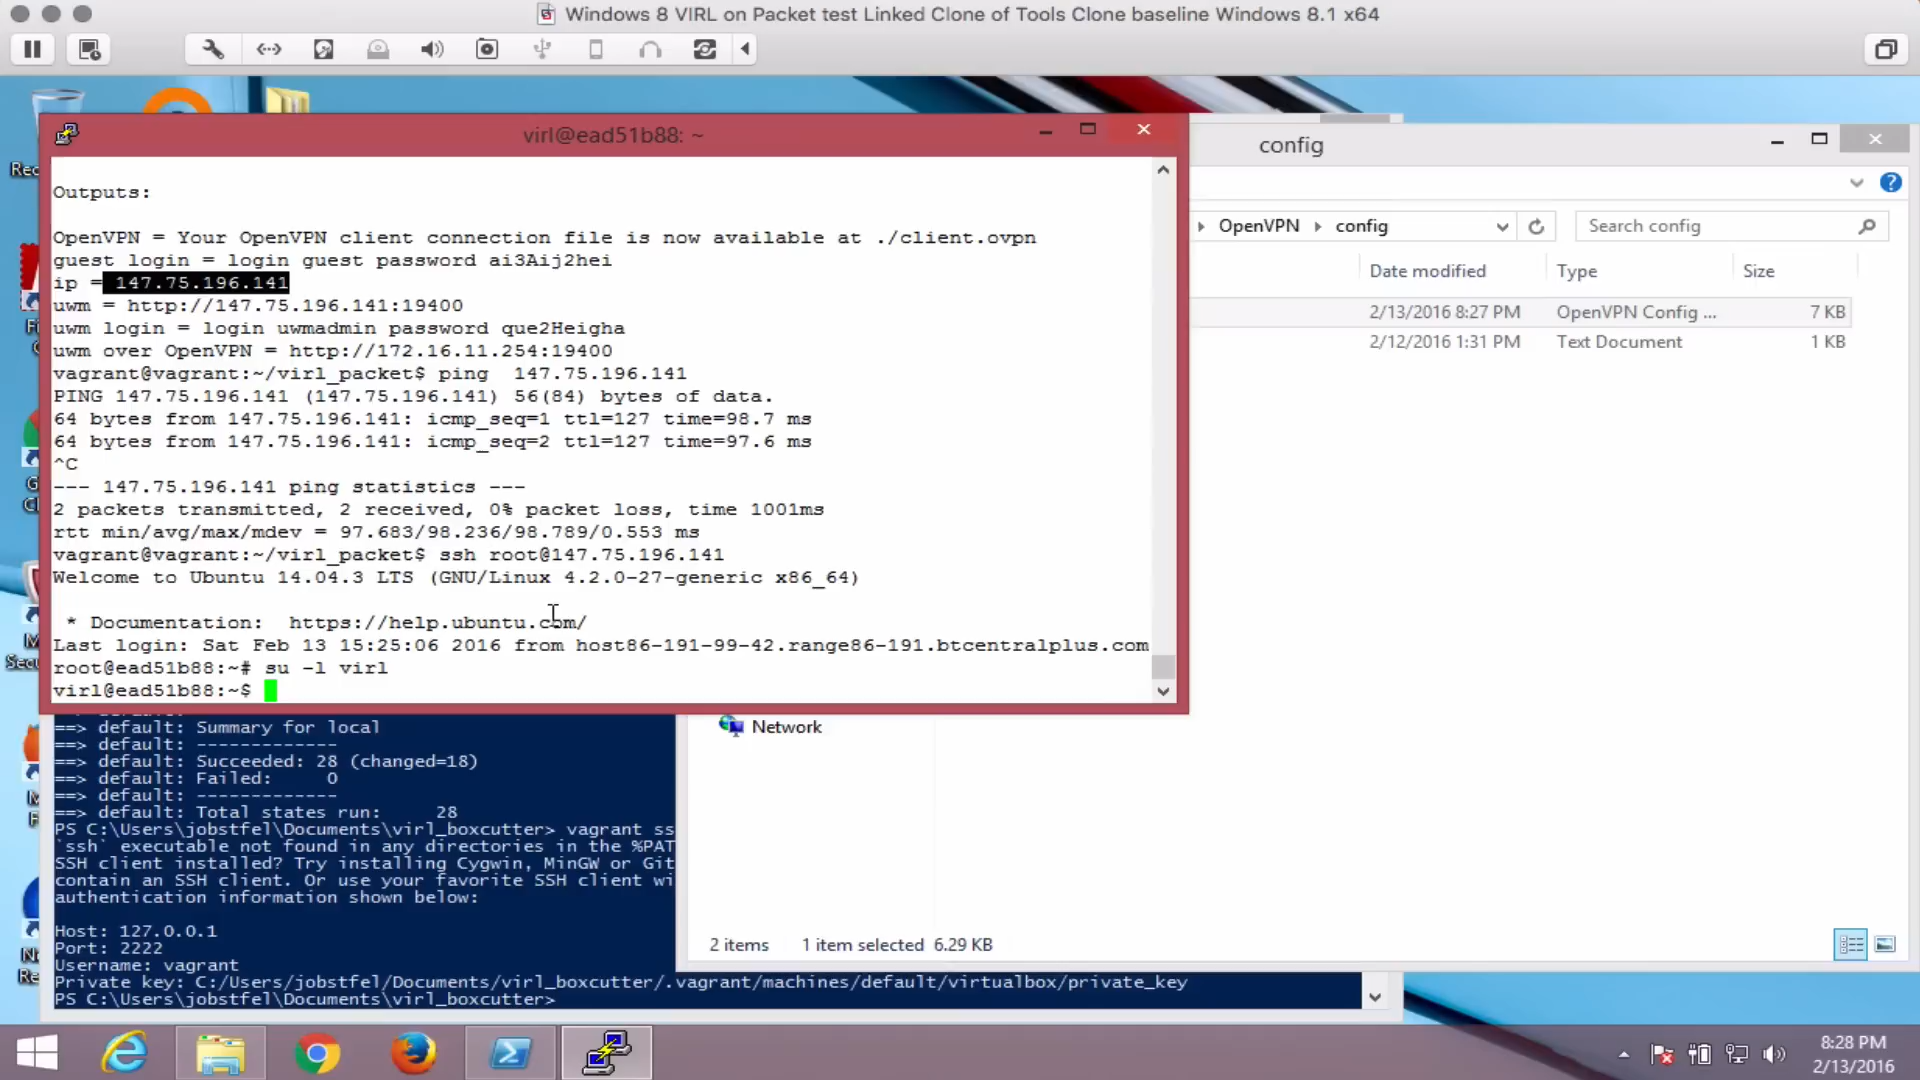 Windows 8 VIRL on Packet test Linked Clone of Tools Clone baseline Windows 8.1 x64
virl@ead51b88: ~
Outputs:
OpenVPN = Your OpenVPN client connection file is now available at ./client.ovpn
guest login = login guest password ai3Aij2hei
ip = 147.75.196.141
uwm = http://147.75.196.141:19400
uwm login = login uwmadmin password que2Heigha
uwm over OpenVPN = http://172.16.11.254:19400
vagrant@vagrant:~/virl_packet$ ping  147.75.196.141
PING 147.75.196.141 (147.75.196.141) 56(84) bytes of data.
64 bytes from 147.75.196.141: icmp_seq=1 ttl=127 time=98.7 ms
64 bytes from 147.75.196.141: icmp_seq=2 ttl=127 time=97.6 ms
^C
--- 147.75.196.141 ping statistics ---
2 packets transmitted, 2 received, 0% packet loss, time 1001ms
rtt min/avg/max/mdev = 97.683/98.236/98.789/0.553 ms
vagrant@vagrant:~/virl_packet$ ssh root@147.75.196.141
Welcome to Ubuntu 14.04.3 LTS (GNU/Linux 4.2.0-27-generic x86_64)
* Documentation:  https://help.ubuntu.com/
Last login: Sat Feb 13 15:25:06 2016 from host86-191-99-42.range86-191.btcentralplus.com
root@ead51b88:~# su -l virl
virl@ead51b88:~$
config
OpenVPN config
Search config
Date modified Type Size
2/13/2016 8:27 PM OpenVPN Config ... 7 KB
2/12/2016 1:31 PM Text Document 1 KB
Network
2 items 1 item selected 6.29 KB
==> default: Summary for local
==> default: -------------
==> default: Succeeded: 28 (changed=18)
==> default: Failed:     0
==> default: -------------
==> default: Total states run:     28
PS C:\Users\jobstfel\Documents\virl_boxcutter> vagrant ss
`ssh` executable not found in any directories in the %PAT
SSH client installed? Try installing Cygwin, MinGW or Git
contain an SSH client. Or use your favorite SSH client wi
authentication information shown below:
Host: 127.0.0.1
Port: 2222
Username: vagrant
Private key: C:/Users/jobstfel/Documents/virl_boxcutter/.vagrant/machines/default/virtualbox/private_key
PS C:\Users\jobstfel\Documents\virl_boxcutter>
8:28 PM
2/13/2016